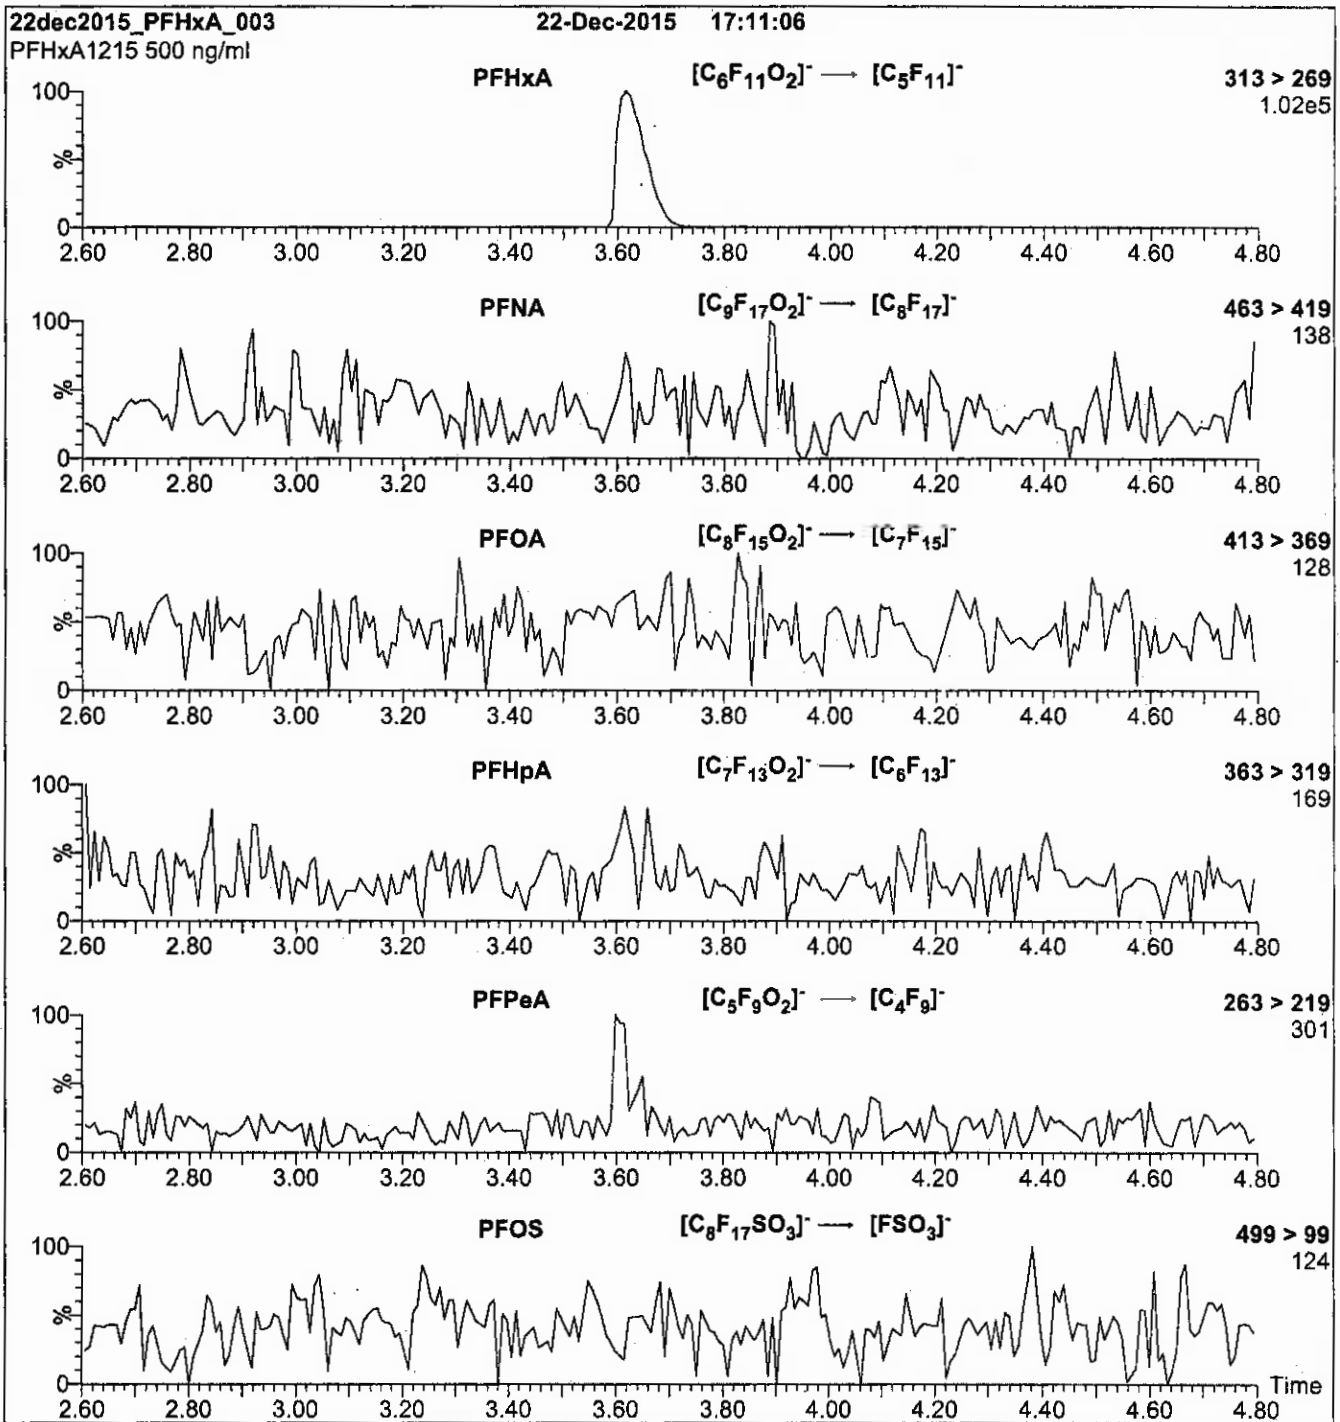 22dec2015_PFHxA_003 22-Dec-2015 17:11:06
PFHxA1215 500 ng/ml
PFHxA [C₆F₁₁O₂]⁻ → [C₅F₁₁]⁻ 313 > 269
1.02e5
100
%
0
2.60 2.80 3.00 3.20 3.40 3.60 3.80 4.00 4.20 4.40 4.60 4.80
PFNA [C₉F₁₇O₂]⁻ → [C₈F₁₇]⁻ 463 > 419
138
100
%
0
2.60 2.80 3.00 3.20 3.40 3.60 3.80 4.00 4.20 4.40 4.60 4.80
PFOA [C₈F₁₅O₂]⁻ → [C₇F₁₅]⁻ 413 > 369
128
100
%
0
2.60 2.80 3.00 3.20 3.40 3.60 3.80 4.00 4.20 4.40 4.60 4.80
PFHpA [C₇F₁₃O₂]⁻ → [C₆F₁₃]⁻ 363 > 319
169
100
%
0
2.60 2.80 3.00 3.20 3.40 3.60 3.80 4.00 4.20 4.40 4.60 4.80
PFPeA [C₅F₉O₂]⁻ → [C₄F₉]⁻ 263 > 219
301
100
%
0
2.60 2.80 3.00 3.20 3.40 3.60 3.80 4.00 4.20 4.40 4.60 4.80
PFOS [C₈F₁₇SO₃]⁻ → [FSO₃]⁻ 499 > 99
124
100
%
0
Time
2.60 2.80 3.00 3.20 3.40 3.60 3.80 4.00 4.20 4.40 4.60 4.80